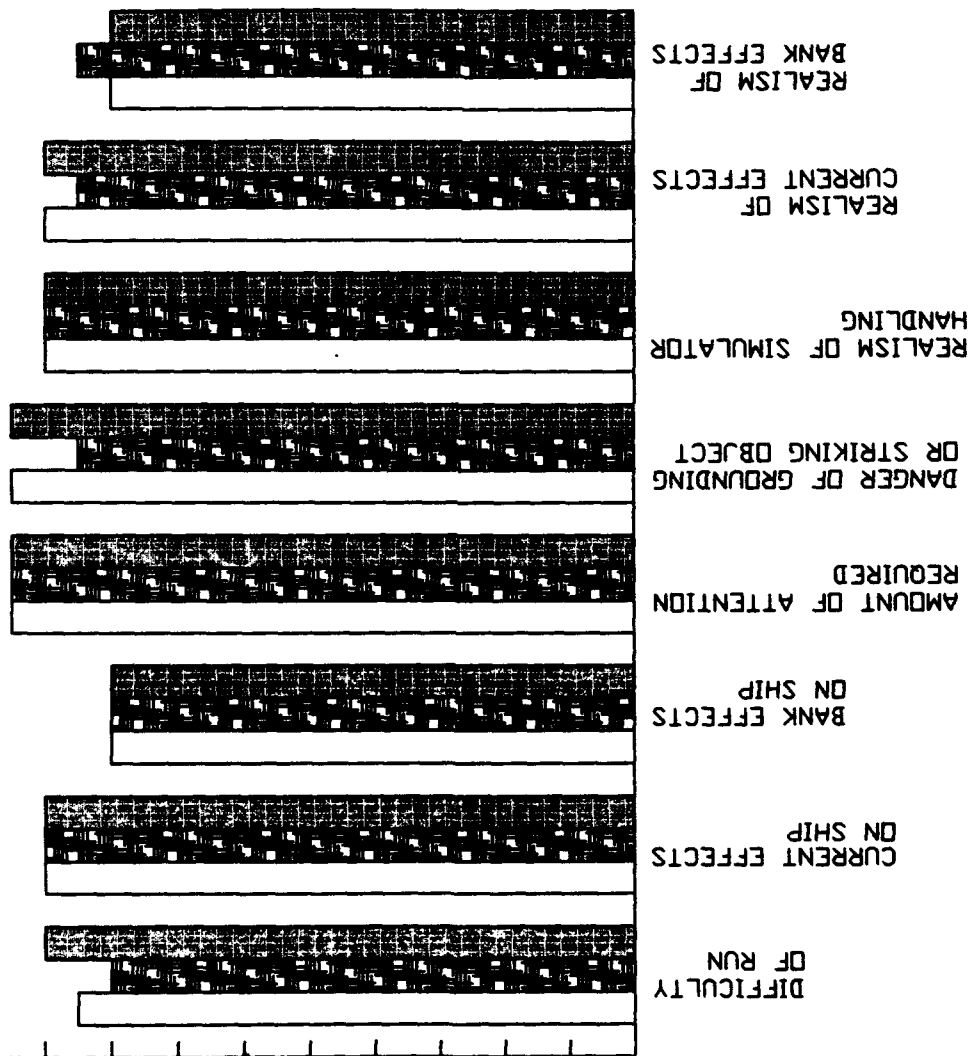 DIFFICULTY
OF RUN
CURRENT EFFECTS
ON SHIP
BANK EFFECTS
ON SHIP
AMOUNT OF ATTENTION
REQUIRED
DANGER OF GROUNDING
OR STRIKING OBJECT
REALISM OF SIMULATOR
HANDLING
REALISM OF
CURRENT EFFECTS
REALISM OF
BANK EFFECTS